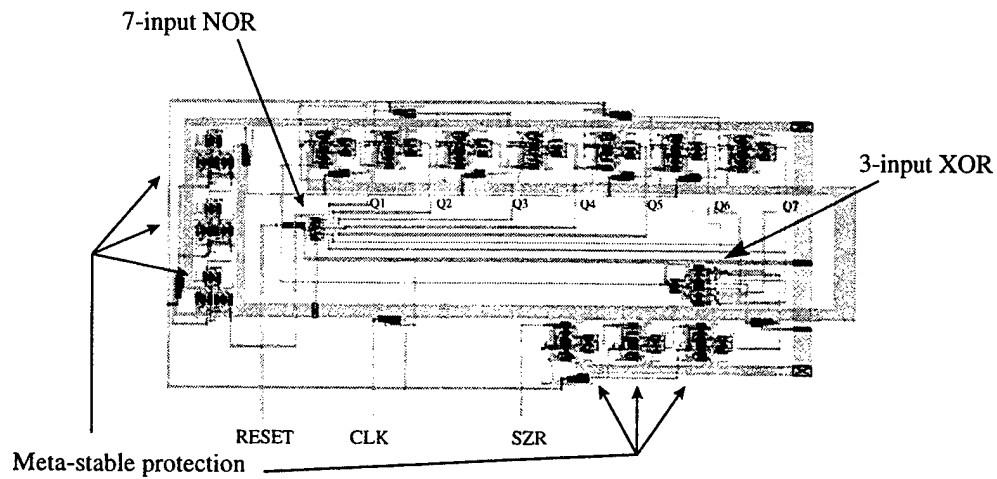 7-input NOR
3-input XOR
Q1 Q2 Q3 Q4 Q5 Q6 Q7
RESET CLK SZR
Meta-stable protection